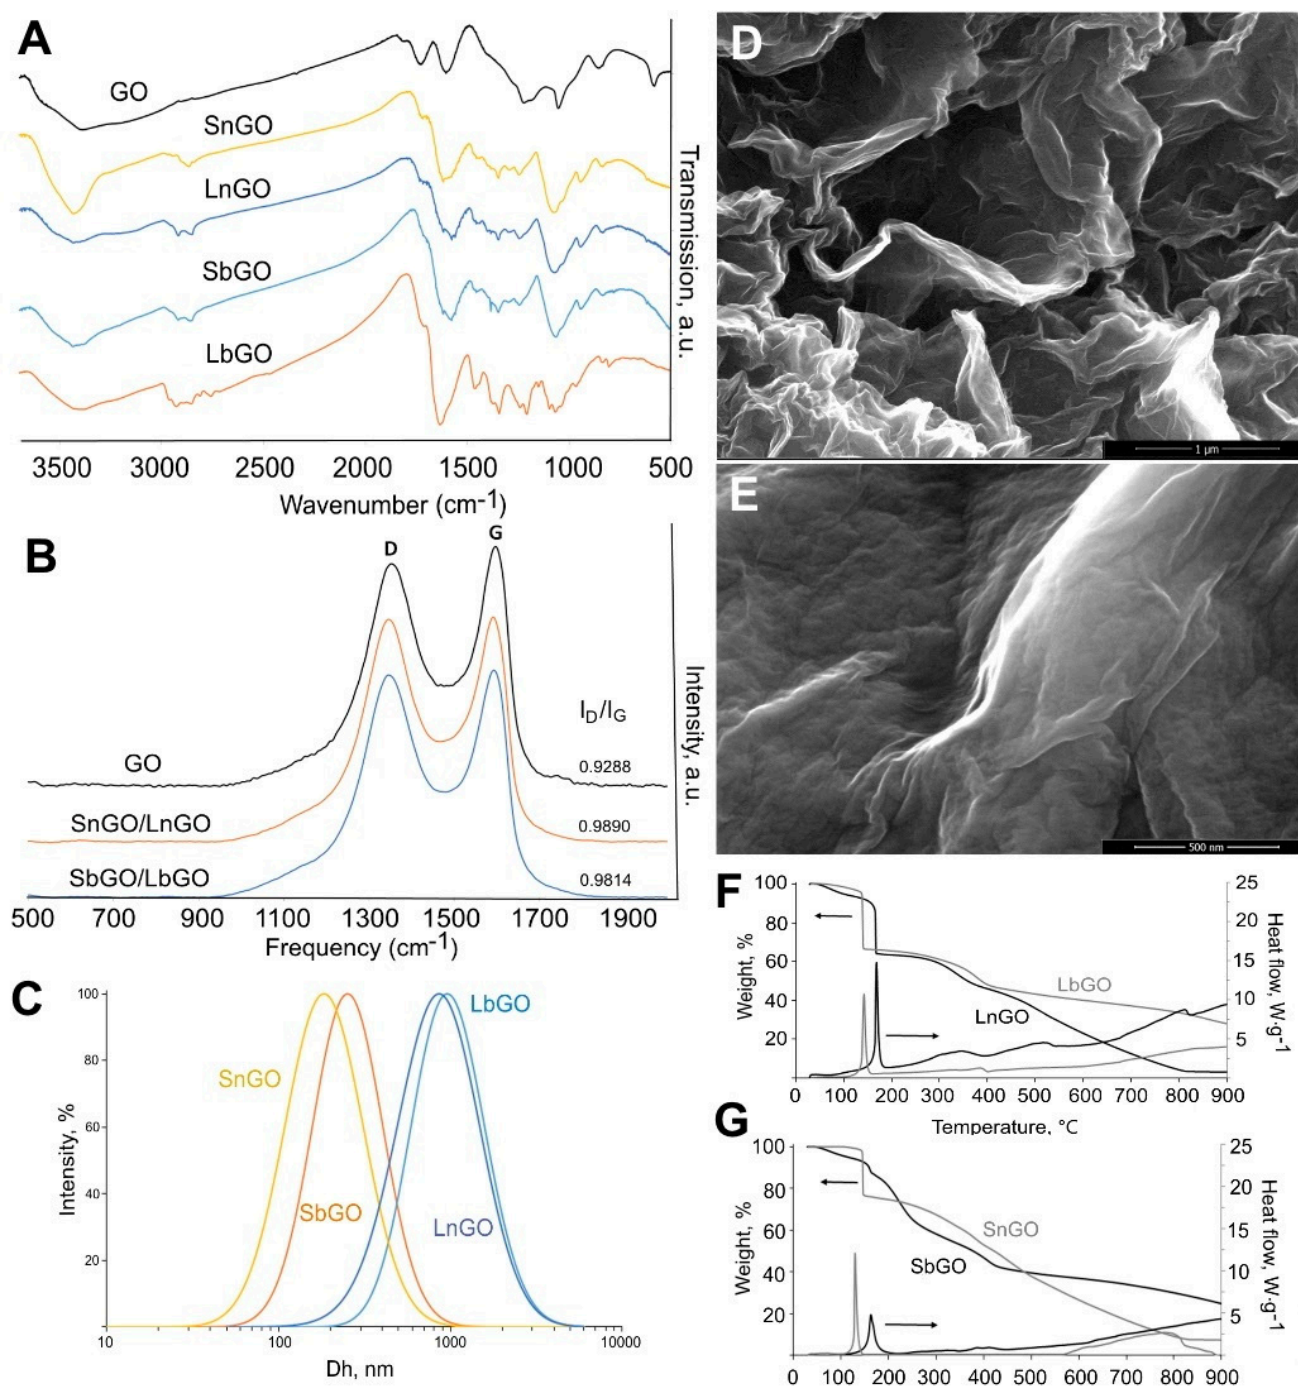 A
GO
SnGO
LnGO
SbGO
LbGO
Transmission, a.u.
3500 3000 2500 2000 1500 1000 500
Wavenumber (cm-1)
B
D
G
ID/IG
GO
0.9288
SnGO/LnGO
0.9890
SbGO/LbGO
0.9814
Intensity, a.u.
500 700 900 1100 1300 1500 1700 1900
Frequency (cm-1)
C
100
80
60
40
20
Intensity, %
SnGO
SbGO
LbGO
LnGO
10 100 1000 10000
Dh, nm
D
1 µm
E
500 nm
F
100
80
60
40
20
Weight, %
25
20
15
10
5
Heat flow, W·g-1
LbGO
LnGO
0 100 200 300 400 500 600 700 800 900
Temperature, °C
G
100
80
60
40
20
Weight, %
25
20
15
10
5
0
Heat flow, W·g-1
SnGO
SbGO
0 100 200 300 400 500 600 700 800 900